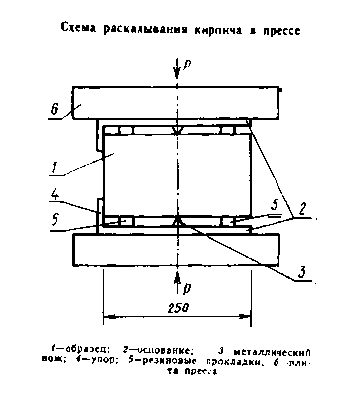 Схема раскалывания кирпича в прессе
P
6
1
4
5
5
2
3
P
250
1—образец; 2—основание; 3 металлический
нож; 4—упор; 5—резиновые прокладки, 6 пли-
та пресса